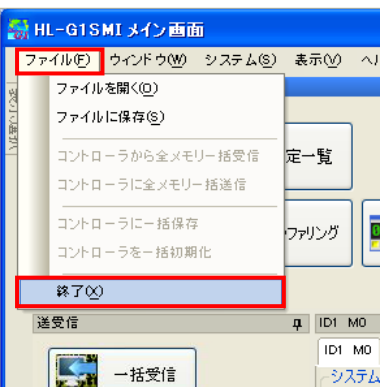 HL-G1SMI メイン画面
ファイル(F) ウィンドウ(W) システム(S) 表示(V) ヘル
ファイルを開く(O)
ファイルに保存(S)
コントローラから全メモリー括受信
コントローラに全メモリー括送信
定一覧
コントローラに一括保存
コントローラを一括初期化
ファリング
終了(X)
送受信
ID1 M0
ID1 M0
一括受信
システム